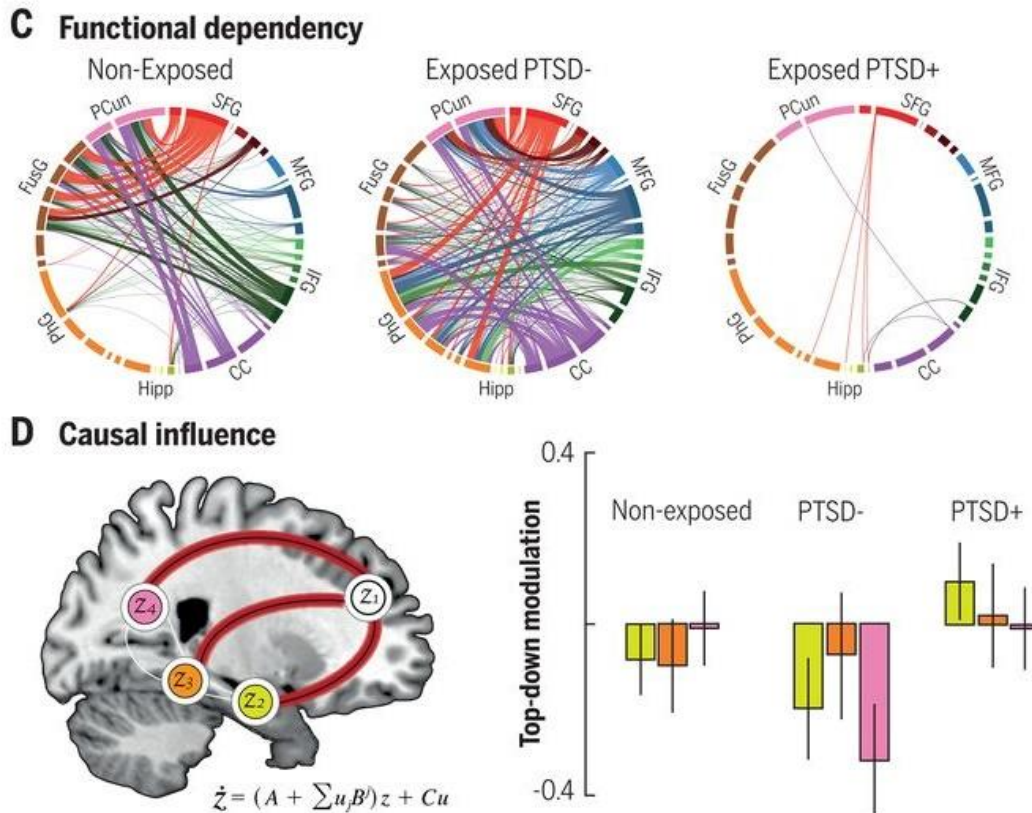 C Functional dependency
Non-Exposed
Exposed PTSD-
Exposed PTSD+
PCun
SFG
MFG
IFG
CC
Hipp
PhG
FusG
PCun
SFG
MFG
IFG
CC
Hipp
PhG
FusG
PCun
SFG
MFG
IFG
CC
Hipp
PhG
FusG
D Causal influence
z₄
z₁
z₃
z₂
ż = (A + ∑uⱼBʲ)z + Cu
Top-down modulation
0.4
-0.4
Non-exposed
PTSD-
PTSD+